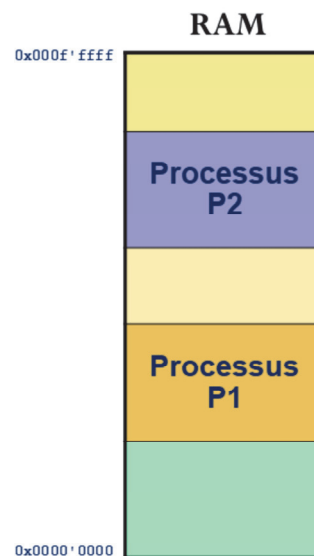 RAM
0x000f'ffff
Processus
P2
Processus
P1
0x0000'0000